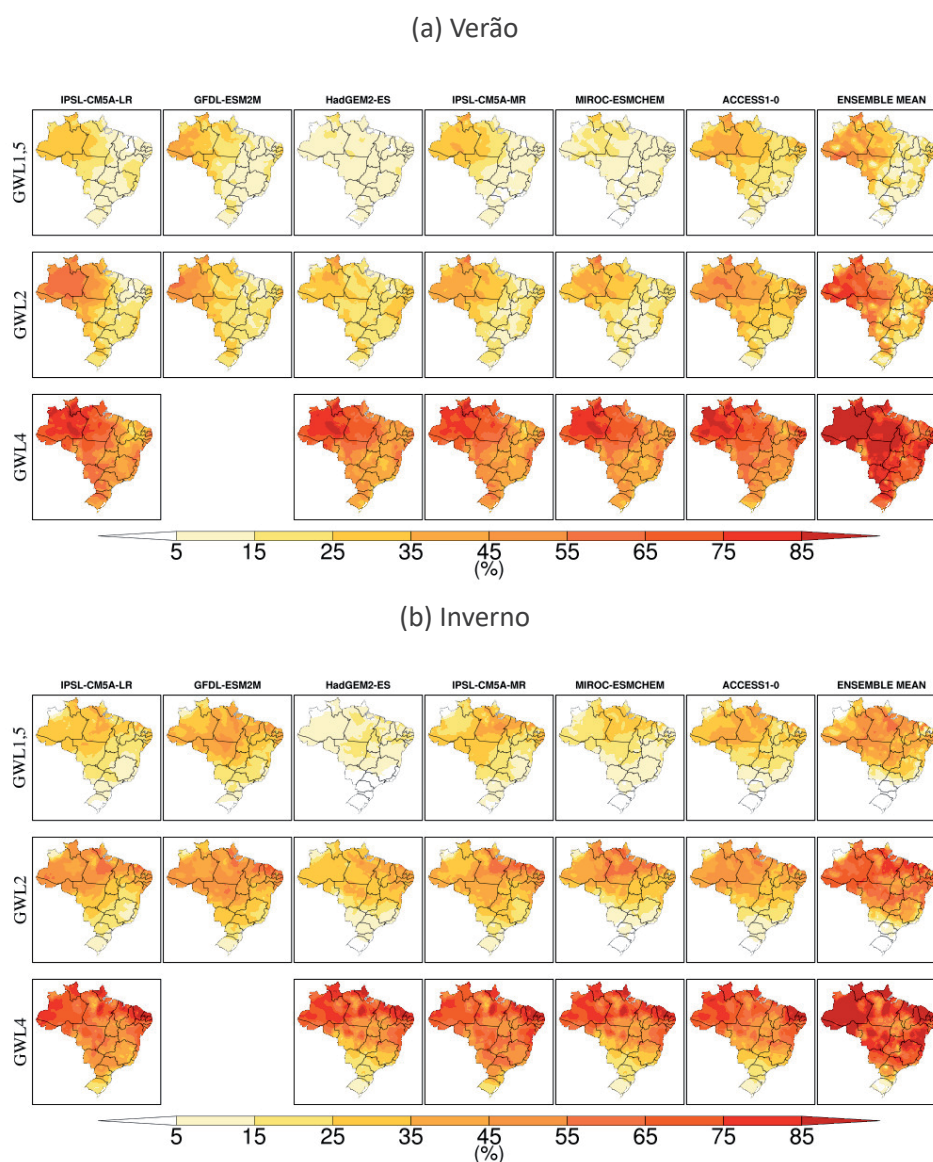 (a) Verão
IPSL-CM5A-LR GFDL-ESM2M HadGEM2-ES IPSL-CM5A-MR MIROC-ESMCHEM ACCESS1-0 ENSEMBLE MEAN
GWL1,5
GWL2
GWL4
5 15 25 35 45 55 65 75 85
(%)
(b) Inverno
IPSL-CM5A-LR GFDL-ESM2M HadGEM2-ES IPSL-CM5A-MR MIROC-ESMCHEM ACCESS1-0 ENSEMBLE MEAN
GWL1,5
GWL2
GWL4
5 15 25 35 45 55 65 75 85
(%)